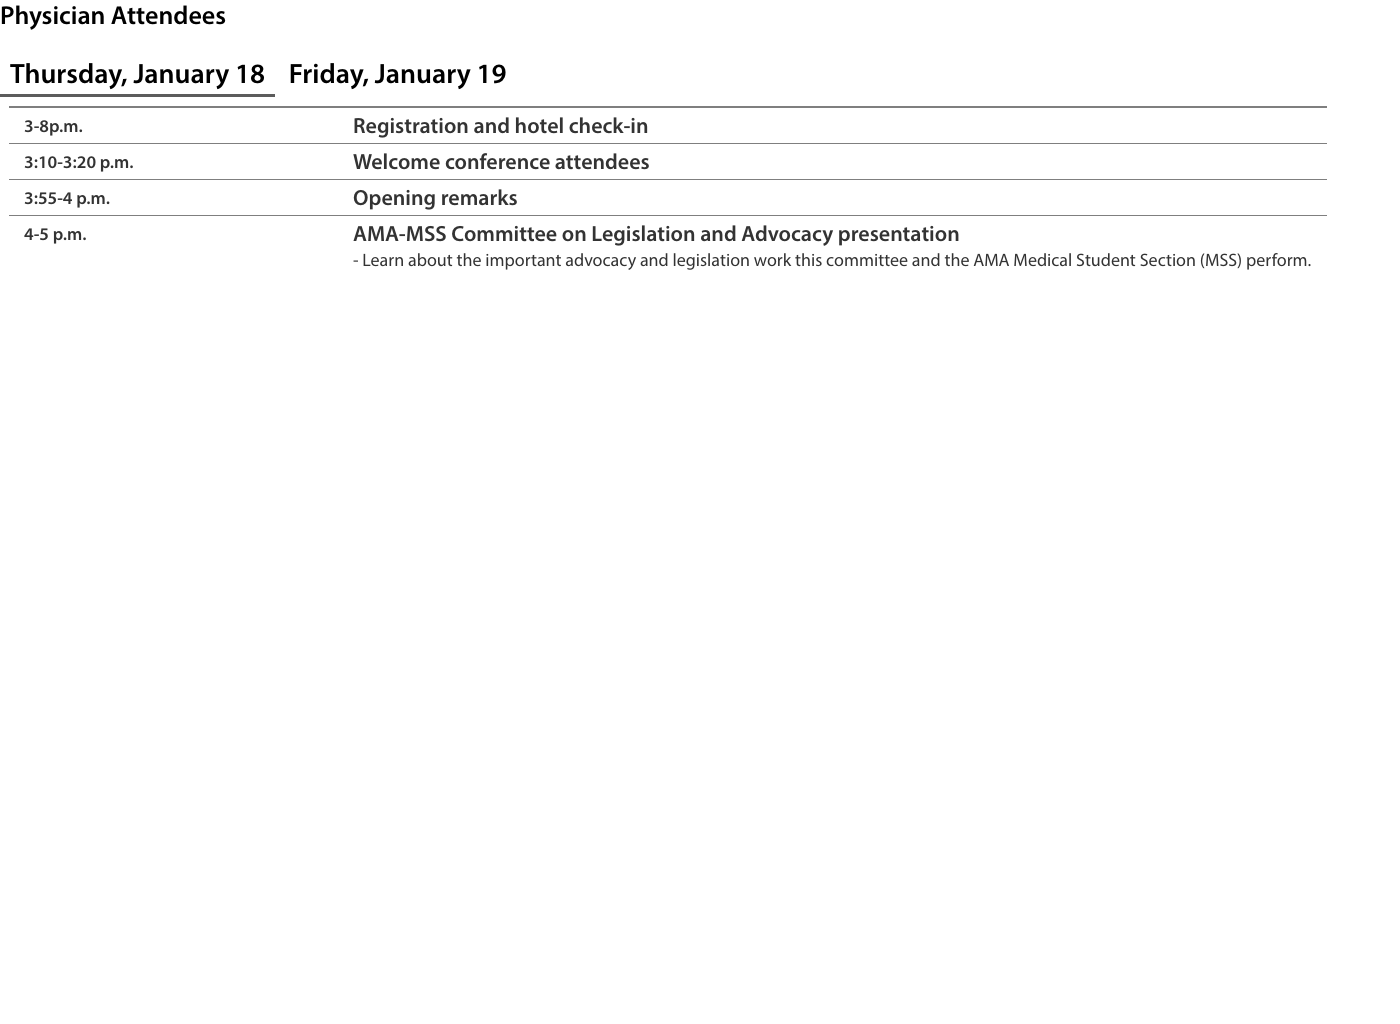 Physician Attendees
Thursday, January 18 Friday, January 19
3-8p.m. Registration and hotel check-in
3:10-3:20 p.m. Welcome conference attendees
3:55-4 p.m. Opening remarks
4-5 p.m. AMA-MSS Committee on Legislation and Advocacy presentation
- Learn about the important advocacy and legislation work this committee and the AMA Medical Student Section (MSS) perform.